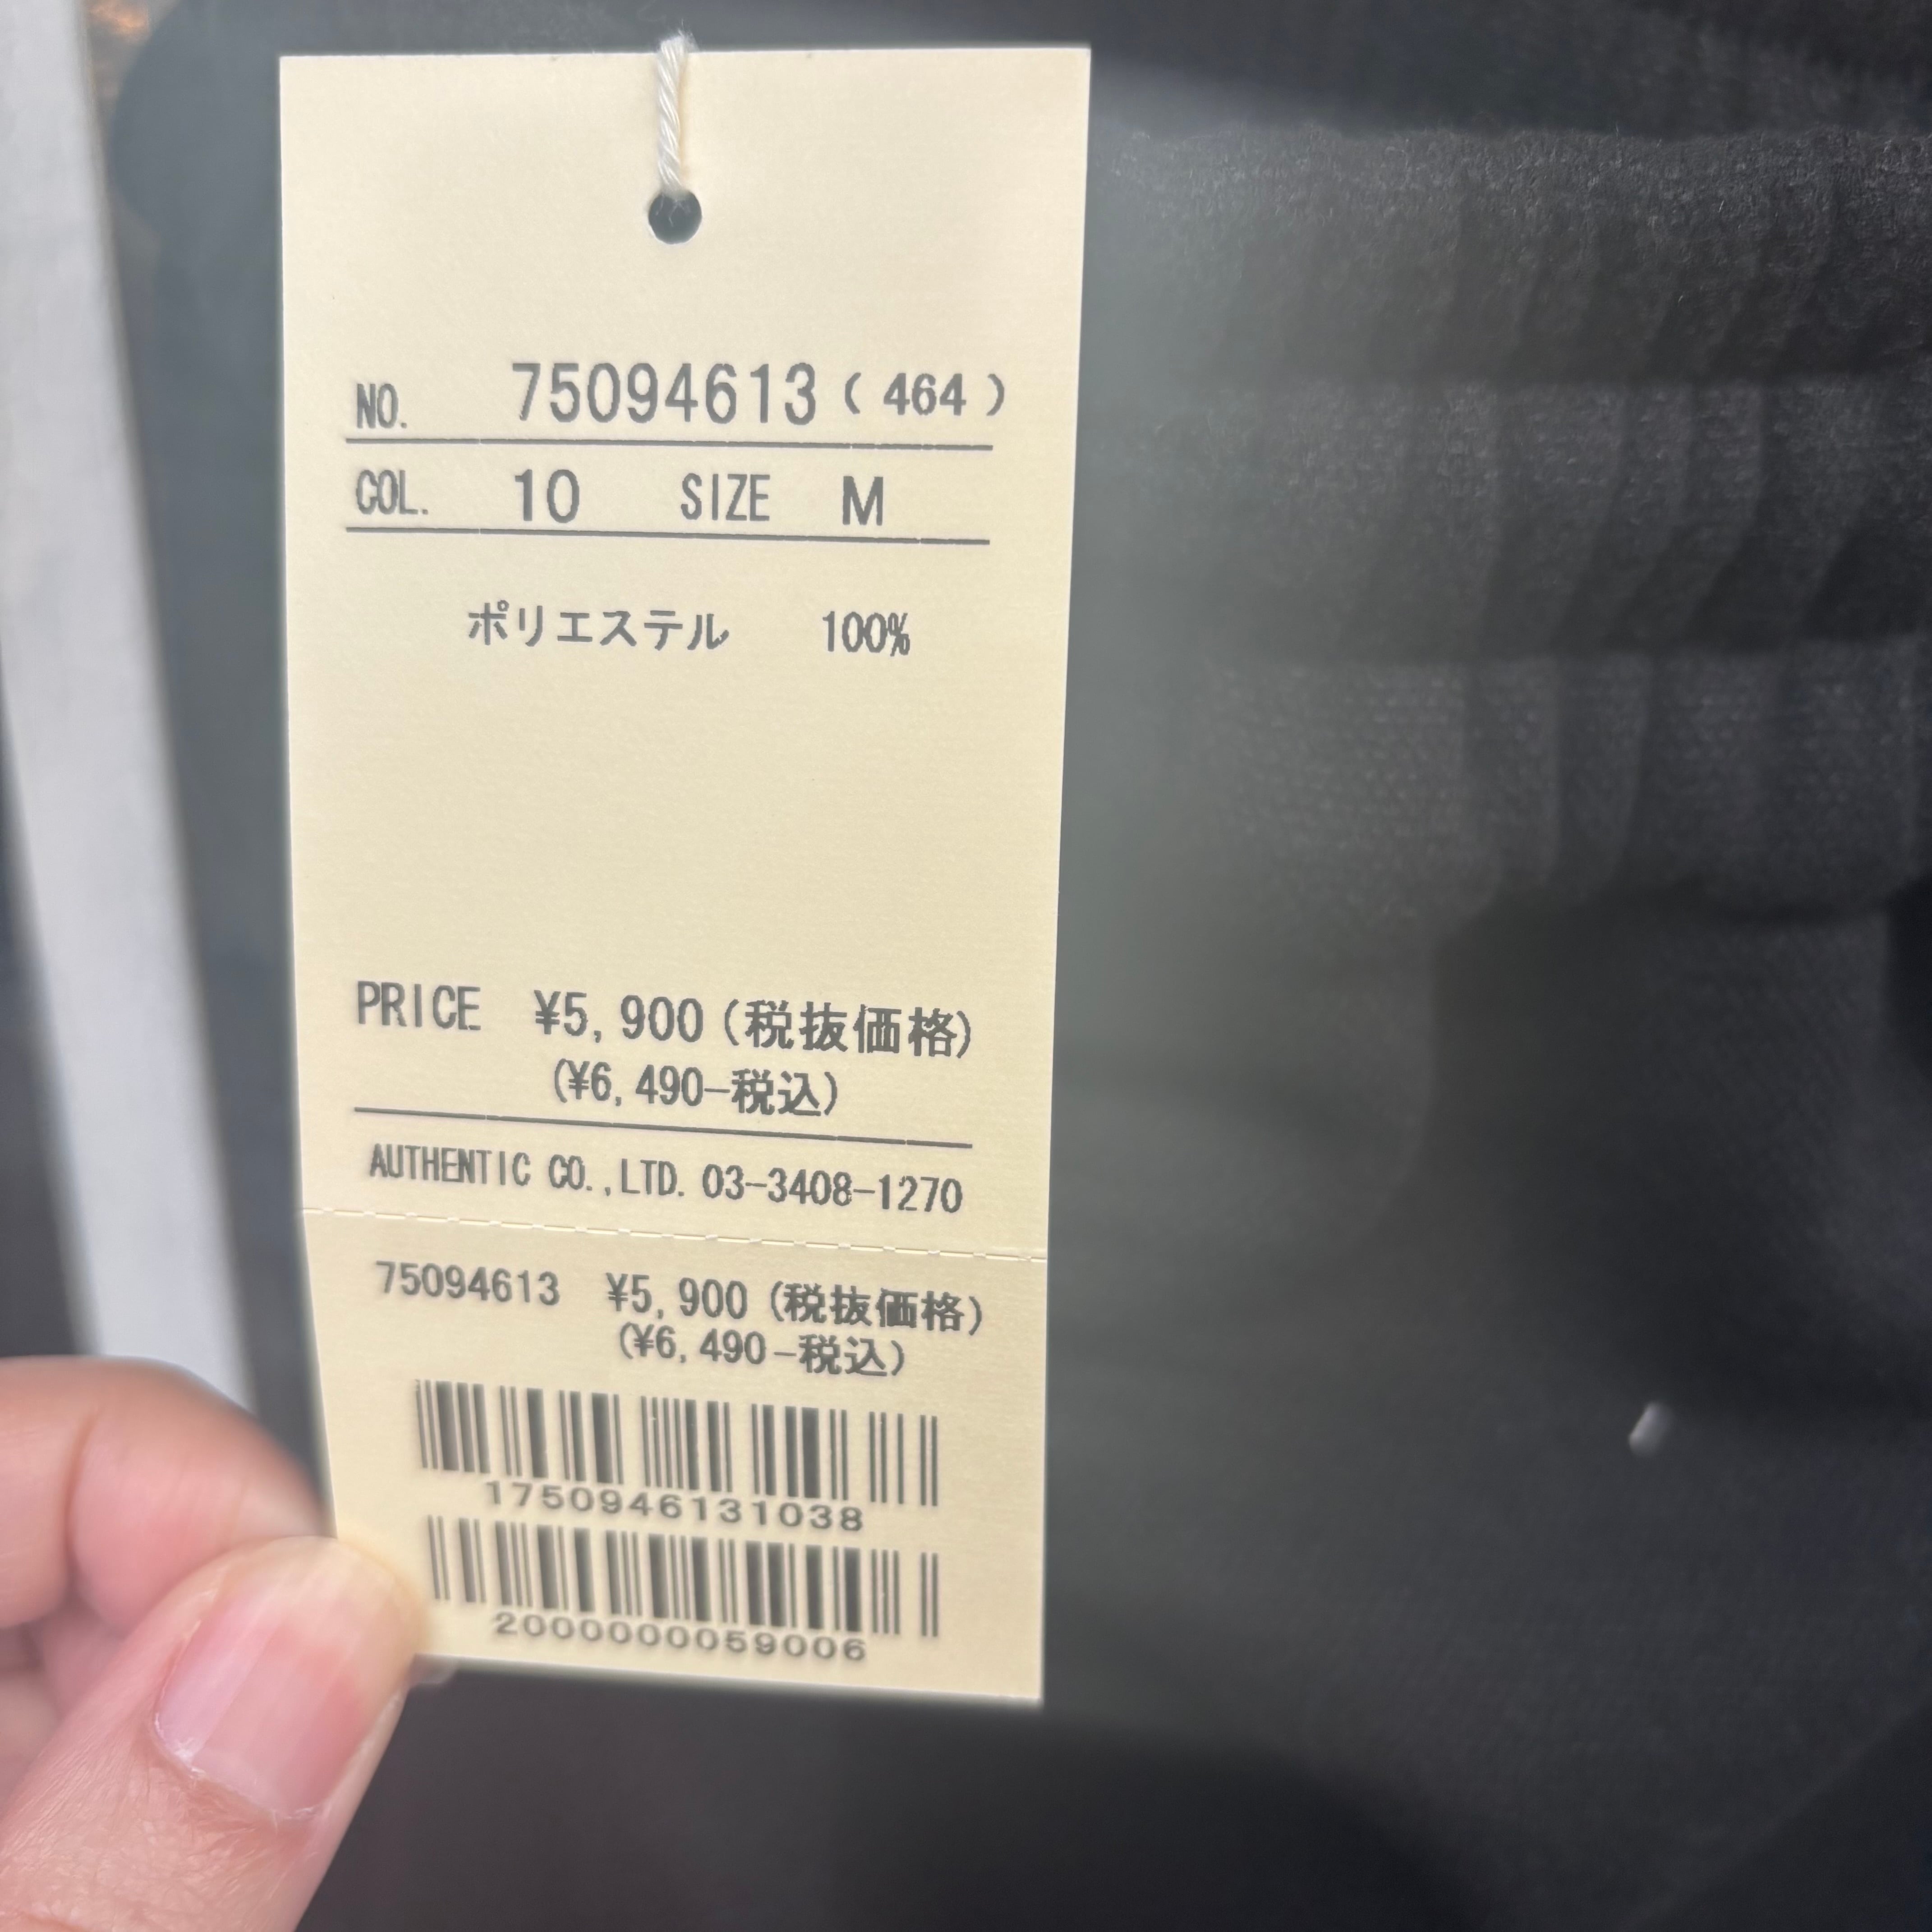 NO. 75094613 ( 464 )
COL. 10 SIZE M
ポリエステル 100%
PRICE ¥5,900(税抜価格)
(¥6,490-税込)
AUTHENTIC CO.,LTD. 03-3408-1270
75094613 ¥5,900(税抜価格)
(¥6,490-税込)
1750946131038
2000000059006